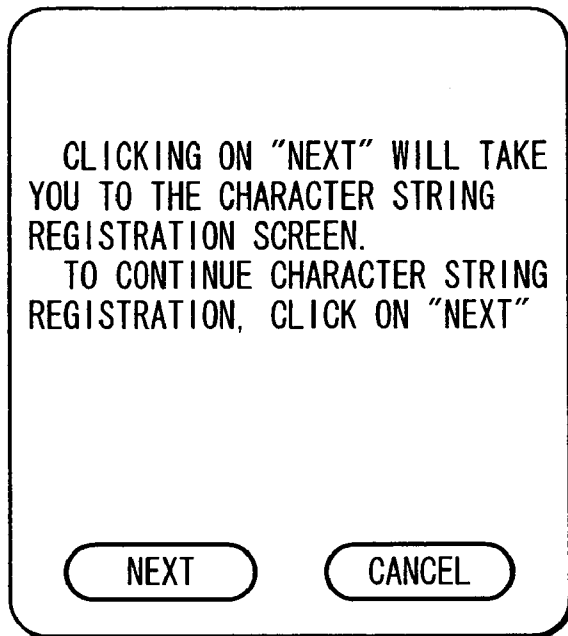 CLICKING ON "NEXT" WILL TAKE
YOU TO THE CHARACTER STRING
REGISTRATION SCREEN.
TO CONTINUE CHARACTER STRING
REGISTRATION, CLICK ON "NEXT"
NEXT CANCEL